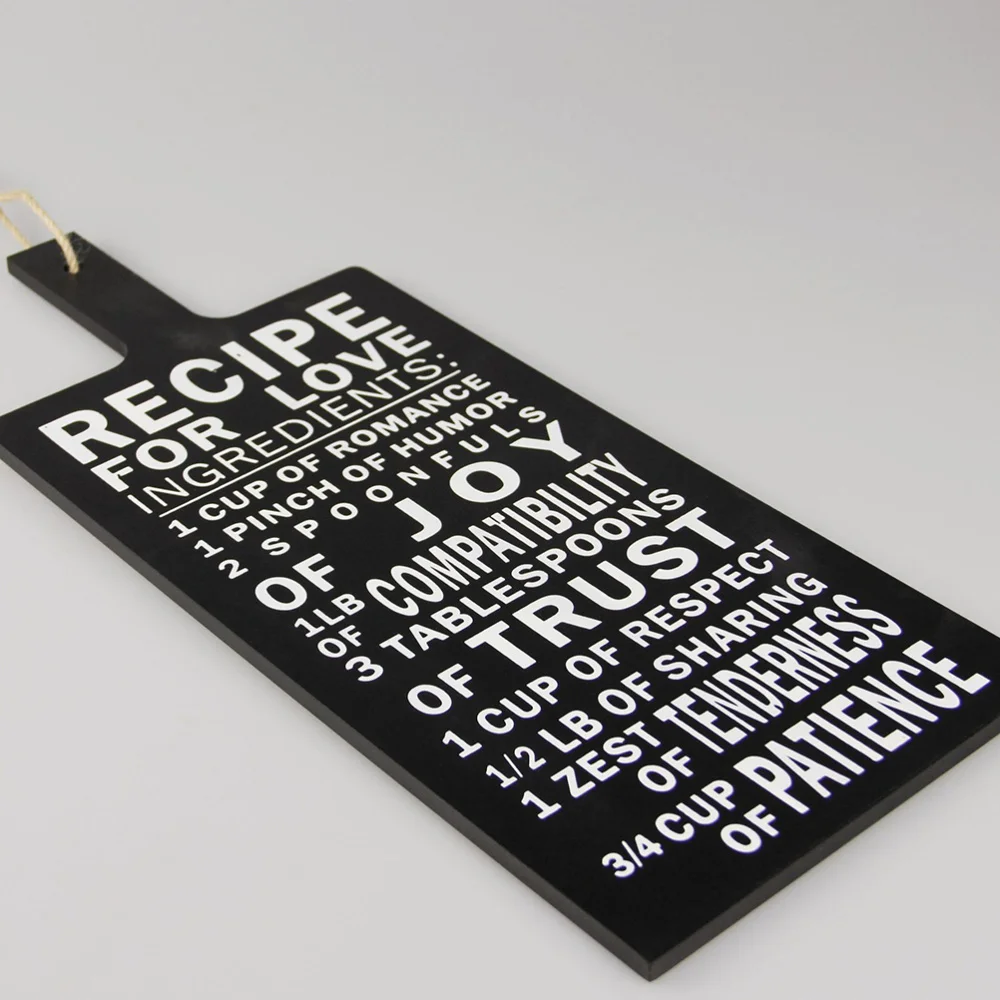 RECIPE
FOR LOVE
INGREDIENTS:
1 CUP OF ROMANCE
1 PINCH OF HUMOR
2 SPOONFULS
OF JOY
1LB OF COMPATIBILITY
3 TABLESPOONS
OF TRUST
1 CUP OF RESPECT
1/2 LB OF SHARING
1 ZEST OF TENDERNESS
3/4 CUP OF PATIENCE